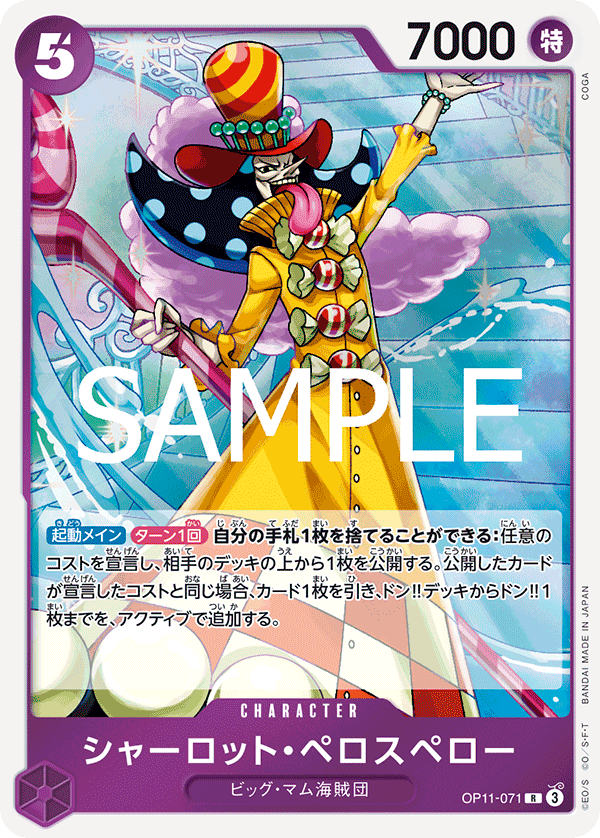 5
7000
特
COGA
SAMPLE
起動メイン ターン1回 自分の手札1枚を捨てることができる:任意の
コストを宣言し、相手のデッキの上から1枚を公開する。公開したカード
が宣言したコストと同じ場合、カード1枚を引き、ドン!!デッキからドン!!1
枚までを、アクティブで追加する。
CHARACTER
シャーロット・ペロスペロー
ビッグ・マム海賊団
OP11-071 R 3
©EO/S ©O/S・F・T BANDAI MADE IN JAPAN